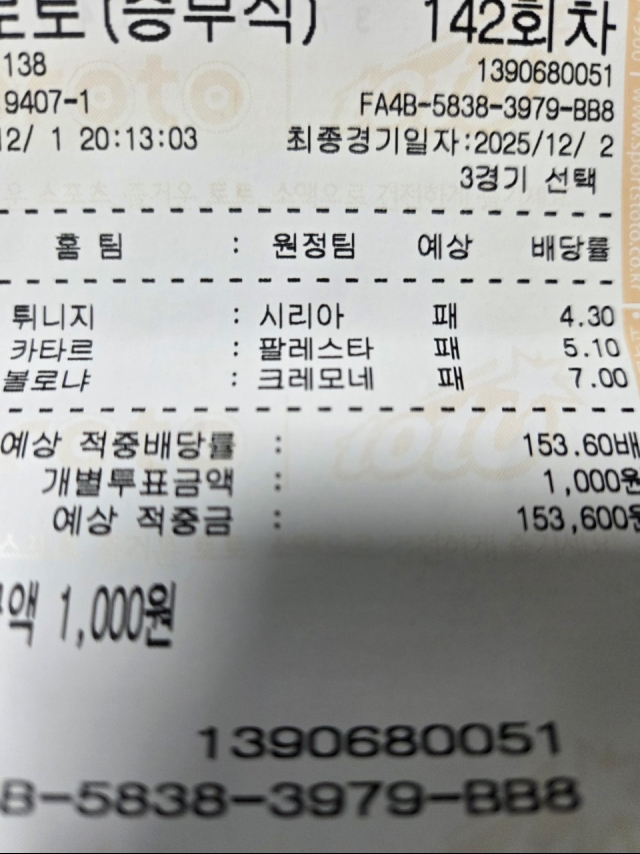 토토(승부식) 142회차
138 1390680051
9407-1 FA4B-5838-3979-BB8
12/ 1 20:13:03 최종경기일자:2025/12/ 2
3경기 선택
홈 팀 : 원정팀 예상 배당률
튀니지 : 시리아 패 4.30
카타르 : 팔레스타 패 5.10
볼로냐 : 크레모네 패 7.00
예상 적중배당률 : 153.60배
개별투표금액 : 1,000원
예상 적중금 : 153,600원
액 1,000원
1390680051
B-5838-3979-BB8